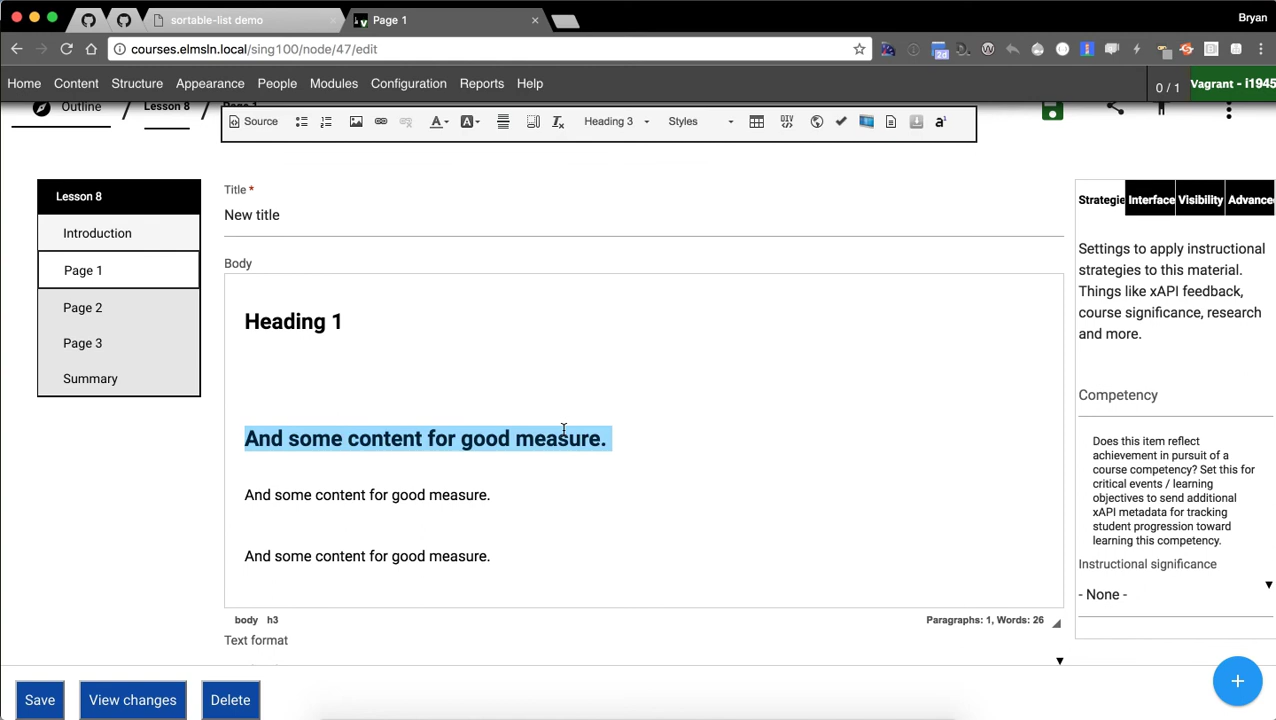 sortable-list demo
Page 1
Bryan
courses.elmsln.local/sing100/node/47/edit
2d
Home Content Structure Appearance People Modules Configuration Reports Help
0 / 1
Vagrant - i1945
Outline / Lesson 8 / Page 1
Source
Heading 3
Styles
DIV
Lesson 8
Introduction
Page 1
Page 2
Page 3
Summary
Title *
New title
Body
Heading 1
And some content for good measure.
And some content for good measure.
And some content for good measure.
body h3
Paragraphs: 1, Words: 26
Text format
Save
View changes
Delete
Strategie
Interface
Visibility
Advance
Settings to apply instructional
strategies to this material.
Things like xAPI feedback,
course significance, research
and more.
Competency
Does this item reflect
achievement in pursuit of a
course competency? Set this for
critical events / learning
objectives to send additional
xAPI metadata for tracking
student progression toward
learning this competency.
Instructional significance
- None -